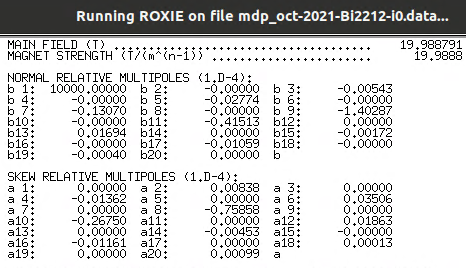 Running ROXIE on file mdp_oct-2021-Bi2212-i0.data...
MAIN FIELD (T) ................................... 19.988791
MAGNET STRENGTH (T/(m^(n-1)) ..................... 19.9888
NORMAL RELATIVE MULTIPOLES (1.D-4):
b 1: 10000.00000 b 2: -0.00000 b 3: -0.00543
b 4: -0.00000 b 5: -0.02774 b 6: -0.00000
b 7: -0.13070 b 8: -0.00000 b 9: -1.40287
b10: -0.00000 b11: -0.41513 b12: 0.00000
b13: 0.01694 b14: 0.00000 b15: -0.00172
b16: -0.00000 b17: -0.01059 b18: -0.00000
b19: -0.00040 b20: 0.00000 b
SKEW RELATIVE MULTIPOLES (1.D-4):
a 1: 0.00000 a 2: 0.00838 a 3: 0.00000
a 4: -0.01362 a 5: 0.00000 a 6: 0.03506
a 7: 0.00000 a 8: -0.75858 a 9: 0.00000
a10: -0.26750 a11: 0.00000 a12: 0.01863
a13: 0.00000 a14: -0.00453 a15: -0.00000
a16: -0.01161 a17: 0.00000 a18: 0.00013
a19: 0.00000 a20: 0.00099 a